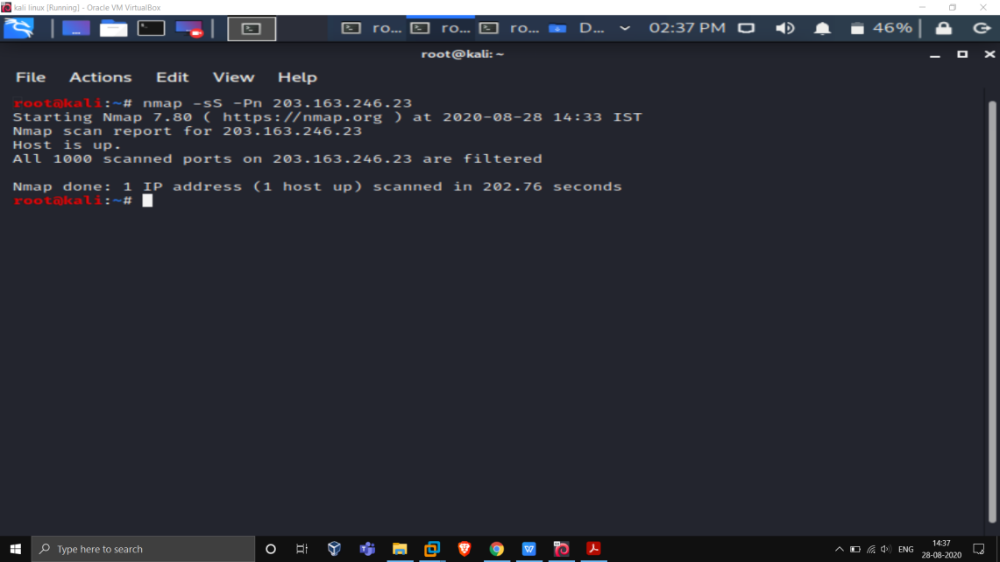 kali linux [Running] - Oracle VM VirtualBox
ro... ro... ro... D... 02:37 PM 46%
root@kali: ~
File Actions Edit View Help
root@kali:~# nmap -sS -Pn 203.163.246.23
Starting Nmap 7.80 ( https://nmap.org ) at 2020-08-28 14:33 IST
Nmap scan report for 203.163.246.23
Host is up.
All 1000 scanned ports on 203.163.246.23 are filtered
Nmap done: 1 IP address (1 host up) scanned in 202.76 seconds
root@kali:~#
Type here to search
ENG
14:37
28-08-2020